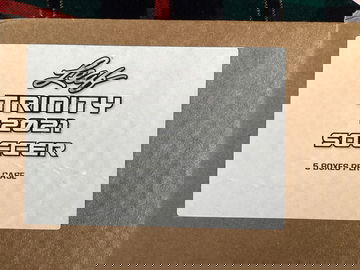 Leaf
TRINITY
2021
SOCCER
5 BOXES PER CASE